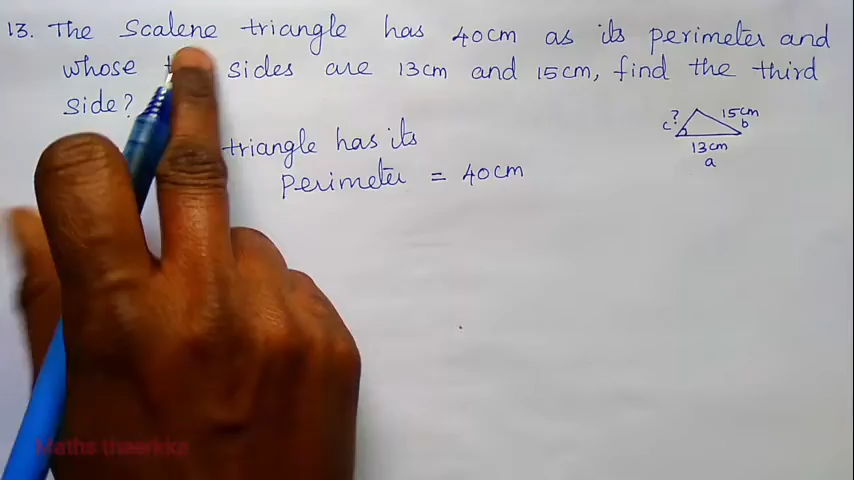 13. The Scalene triangle has 40cm as its perimeter and
whose sides are 13cm and 15cm, find the third
side?
c? 15cm
b
13cm
a
triangle has its
Perimeter = 40cm
Maths theerkka